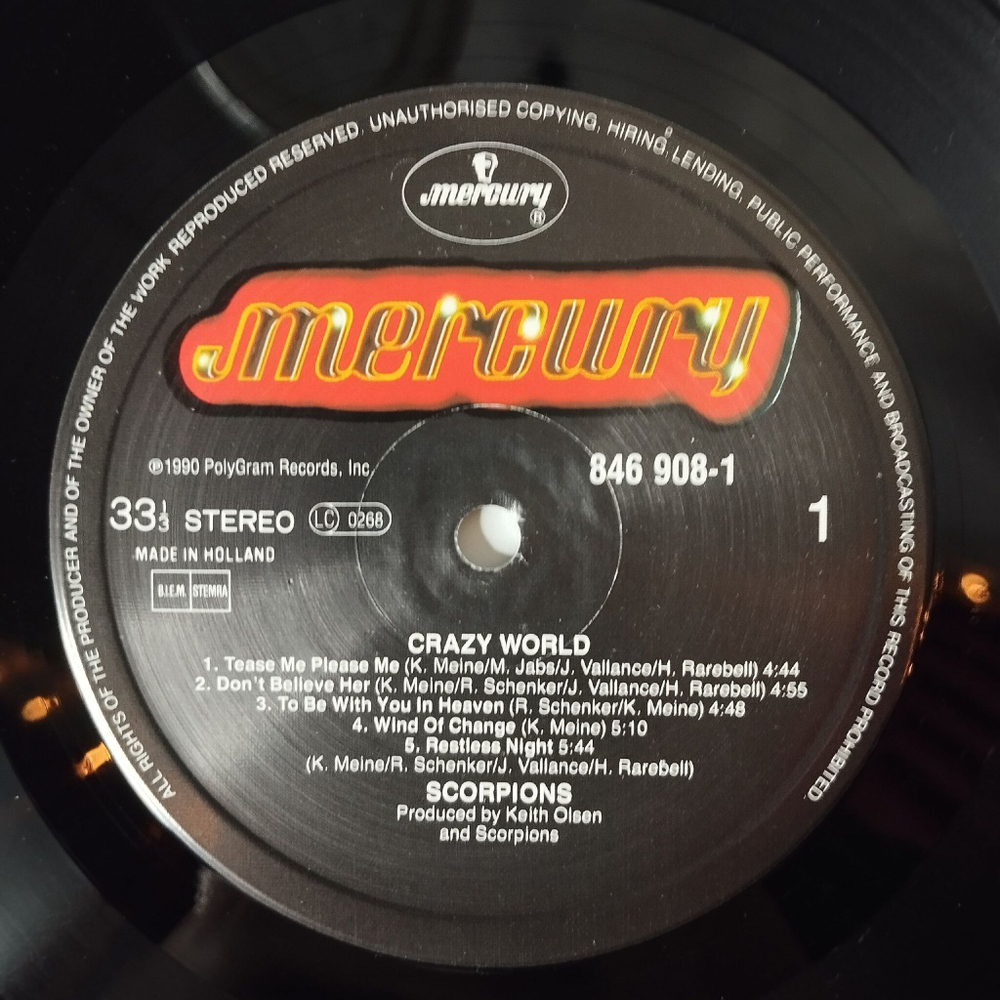 ALL RIGHTS OF THE PRODUCER AND OF THE OWNER OF THE WORK REPRODUCED RESERVED. UNAUTHORISED COPYING, HIRING, LENDING, PUBLIC PERFORMANCE AND BROADCASTING OF THIS RECORD PROHIBITED.
mercury
®
mercury
℗1990 PolyGram Records, Inc
846 908-1
33⅓ STEREO LC 0268
1
MADE IN HOLLAND
B.I.E.M. STEMRA
CRAZY WORLD
1. Tease Me Please Me (K. Meine/M. Jabs/J. Vallance/H. Rarebell) 4:44
2. Don't Believe Her (K. Meine/R. Schenker/J. Vallance/H. Rarebell) 4:55
3. To Be With You In Heaven (R. Schenker/K. Meine) 4:48
4. Wind Of Change (K. Meine) 5:10
5. Restless Night 5:44
(K. Meine/R. Schenker/J. Vallance/H. Rarebell)
SCORPIONS
Produced by Keith Olsen
and Scorpions